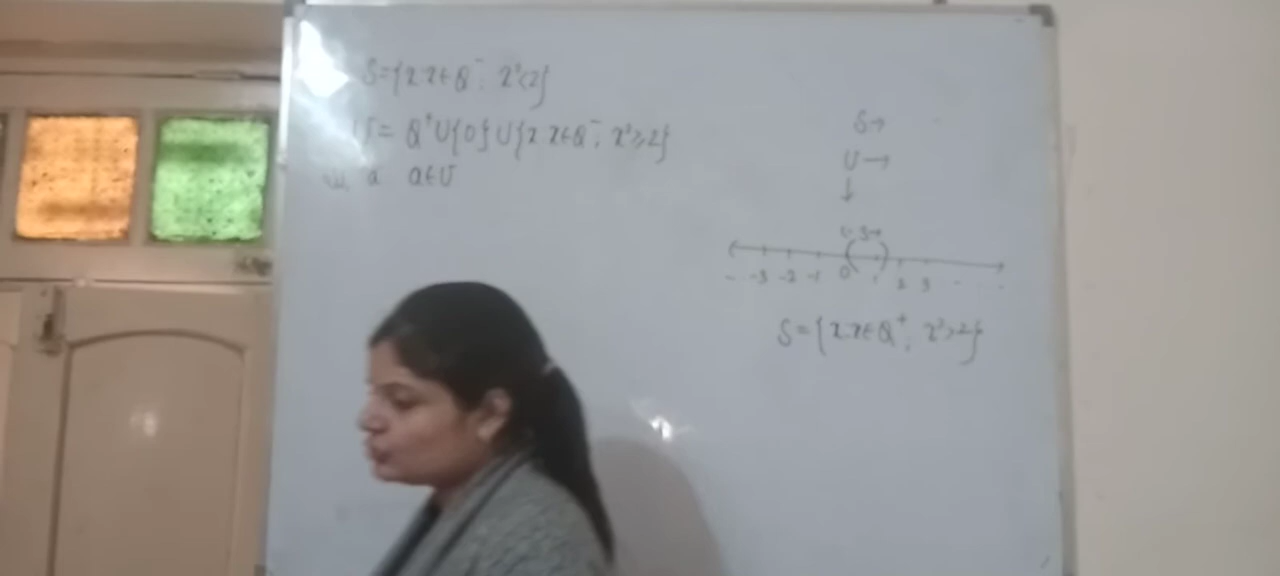 S={x:x∈Q⁻, x²<2}
U= Q⁺∪{0}∪{x:x∈Q⁻, x²≥2}
a a∈U
S→
U→
↓
←S→
-3 -2 -1 0 1 2 3
S={x:x∈Q⁺, x²>2}